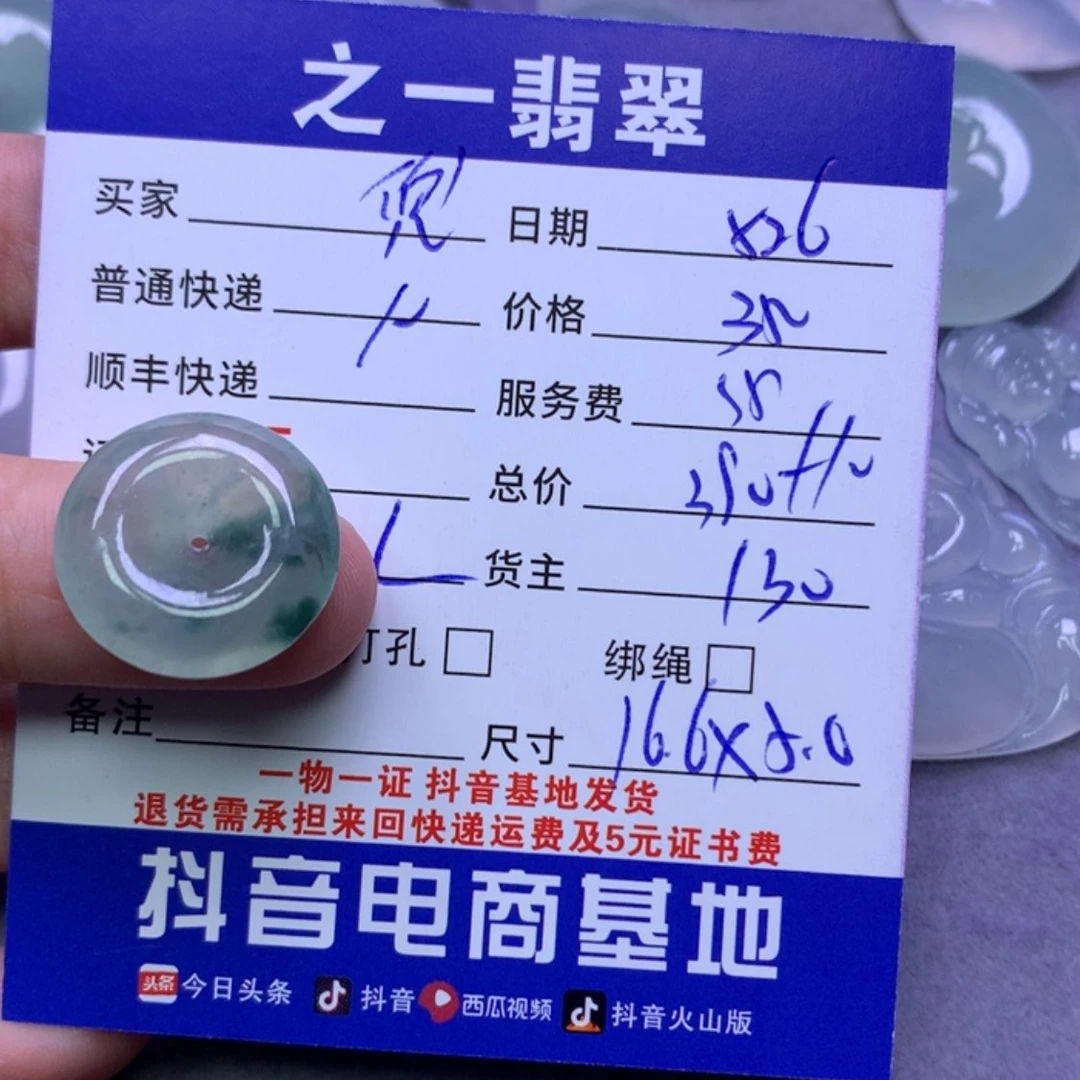 之一翡翠
买家 日期
普通快递 价格
顺丰快递 服务费
总价
货主 130
打孔 绑绳
备注 尺寸 16.6x8.0
一物一证 抖音基地发货
退货需承担来回快递运费及5元证书费
抖音电商基地
头条 今日头条 抖音 西瓜视频 抖音火山版